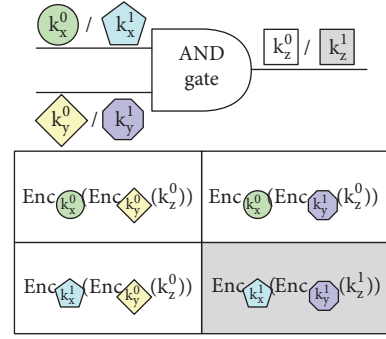 k_x^0 / k_x^1
AND
gate
k_z^0 / k_z^1
k_y^0 / k_y^1
Enc_{k_x^0}(Enc_{k_y^0}(k_z^0)) Enc_{k_x^0}(Enc_{k_y^1}(k_z^0))
Enc_{k_x^1}(Enc_{k_y^0}(k_z^0)) Enc_{k_x^1}(Enc_{k_y^1}(k_z^1))